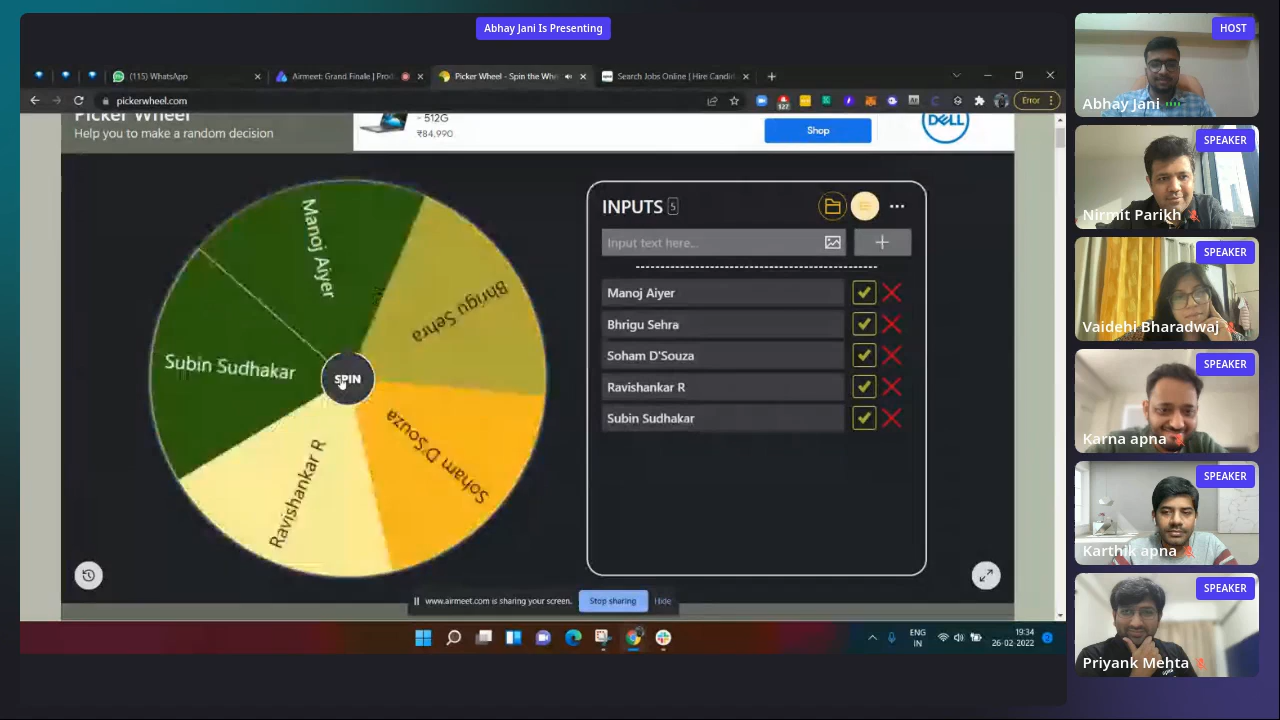 Abhay Jani Is Presenting
(115) WhatsApp
Airmeet: Grand Finale | Prod
Picker Wheel - Spin the Whe
Search Jobs Online | Hire Candid
pickerwheel.com
Error
127
Picker Wheel
Help you to make a random decision
- 512G
₹84,990
Shop
DELL
Manoj Aiyer
Bhrigu Sehra
Soham D'Souza
Ravishankar R
Subin Sudhakar
SPIN
INPUTS 5
Input text here...
Manoj Aiyer
Bhrigu Sehra
Soham D'Souza
Ravishankar R
Subin Sudhakar
www.airmeet.com is sharing your screen.
Stop sharing
Hide
ENG
IN
19:34
26-02-2022
HOST
Abhay Jani
SPEAKER
Nirmit Parikh
SPEAKER
Vaidehi Bharadwaj
SPEAKER
Karna apna
SPEAKER
Karthik apna
SPEAKER
Priyank Mehta